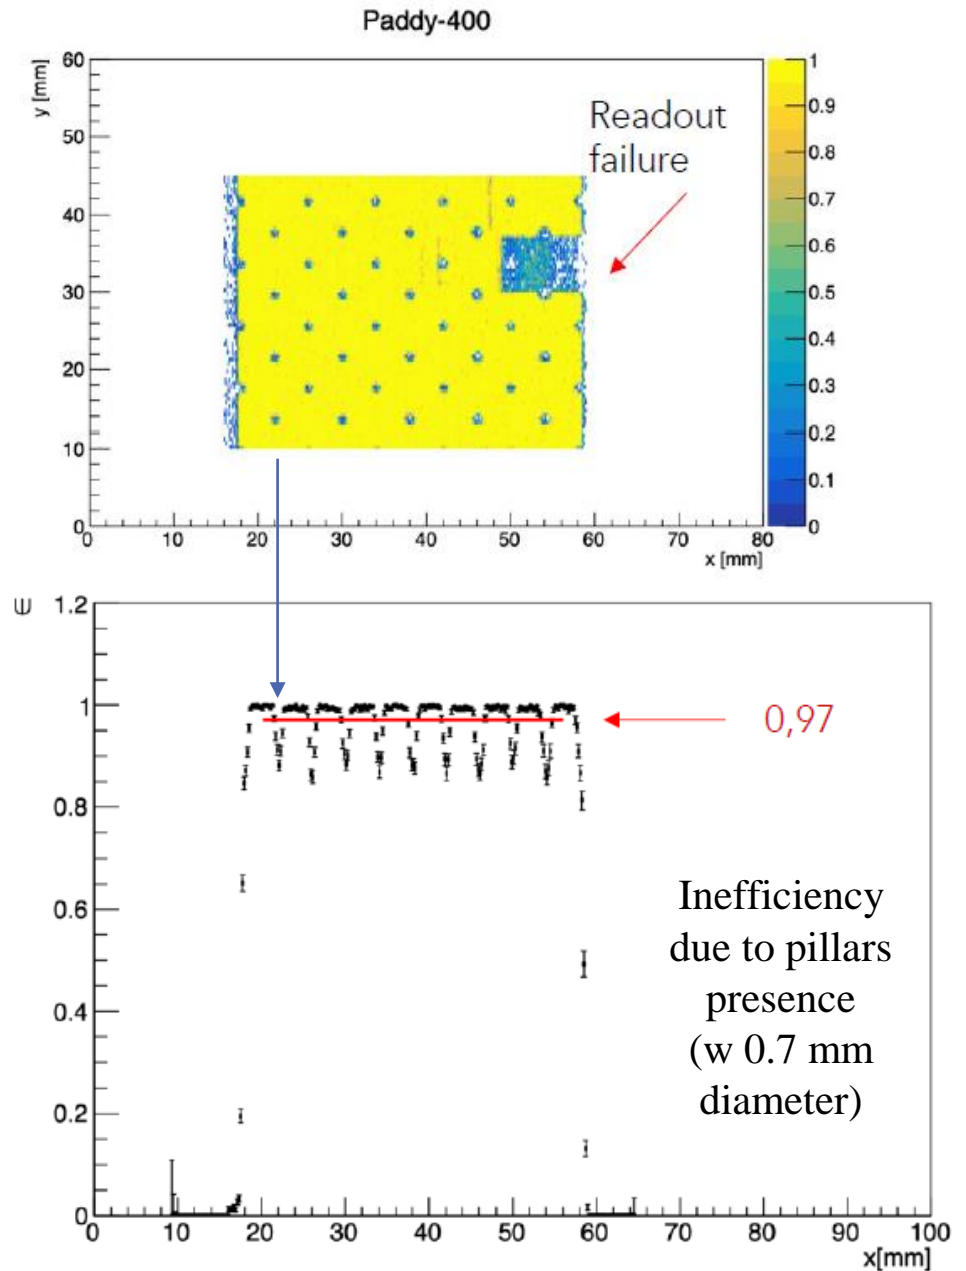 Paddy-400
y [mm]
60
50
40
30
20
10
0
0 10 20 30 40 50 60 70 80
x [mm]
1
0.9
0.8
0.7
0.6
0.5
0.4
0.3
0.2
0.1
0
Readout
failure
∈
1.2
1
0.8
0.6
0.4
0.2
0
0 10 20 30 40 50 60 70 80 90 100
x[mm]
0,97
Inefficiency
due to pillars
presence
(w 0.7 mm
diameter)